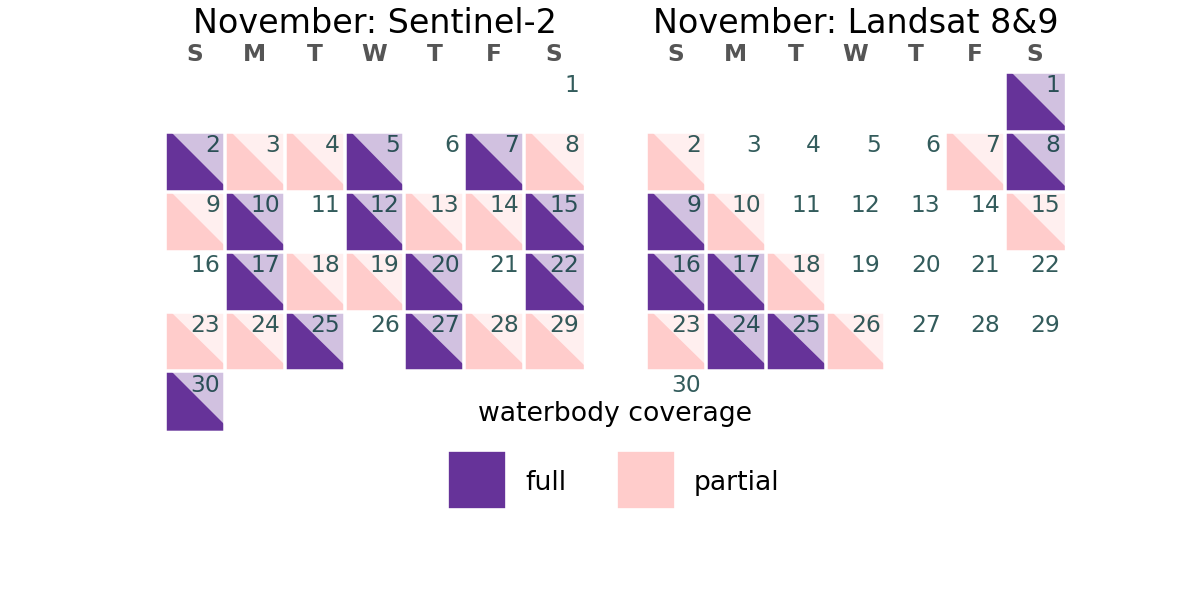 November: Sentinel-2
S M T W T F S
1
2 3 4 5 6 7 8
9 10 11 12 13 14 15
16 17 18 19 20 21 22
23 24 25 26 27 28 29
30
November: Landsat 8&9
S M T W T F S
1
2 3 4 5 6 7 8
9 10 11 12 13 14 15
16 17 18 19 20 21 22
23 24 25 26 27 28 29
30
waterbody coverage
full partial